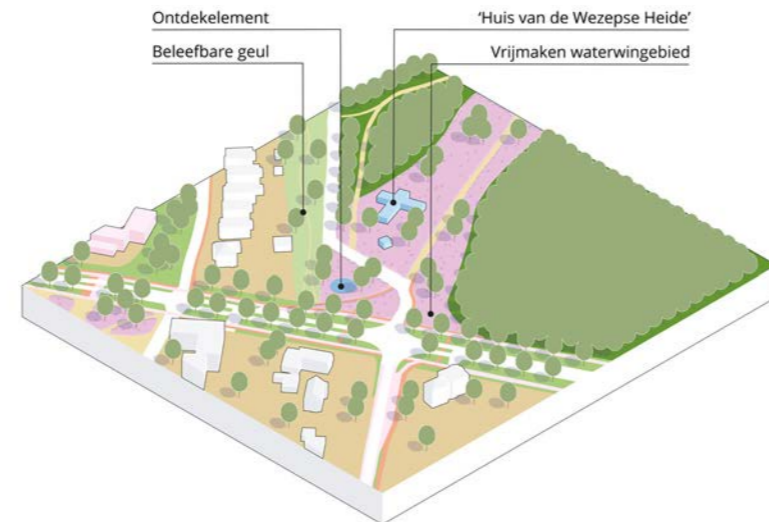 Ontdekelement
Beleefbare geul
‘Huis van de Wezepse Heide’
Vrijmaken waterwingebied